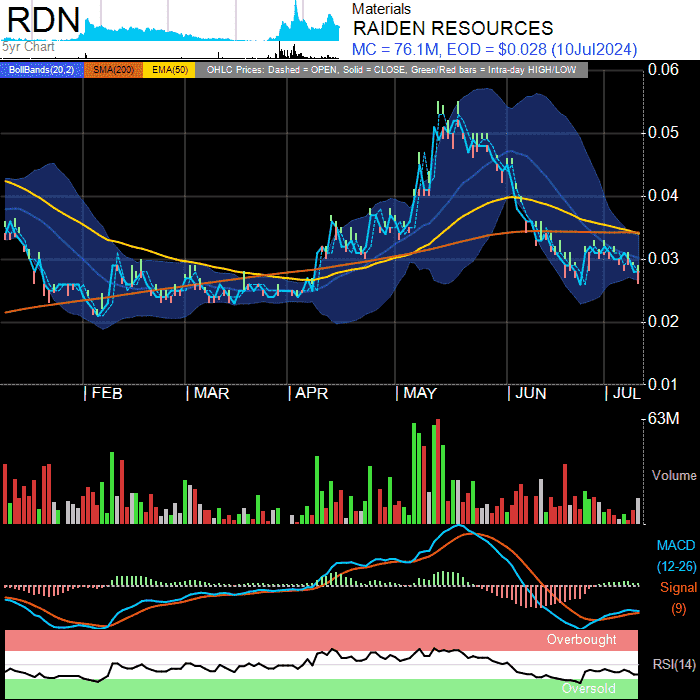 RDN
5yr Chart
Materials
RAIDEN RESOURCES
MC = 76.1M, EOD = $0.028 (10Jul2024)
BollBands(20,2) SMA(200) EMA(50) OHLC Prices: Dashed = OPEN, Solid = CLOSE, Green/Red bars = Intra-day HIGH/LOW
0.06
0.05
0.04
0.03
0.02
0.01
FEB MAR APR MAY JUN JUL
63M
Volume
MACD
(12-26)
Signal
(9)
Overbought
RSI(14)
Oversold